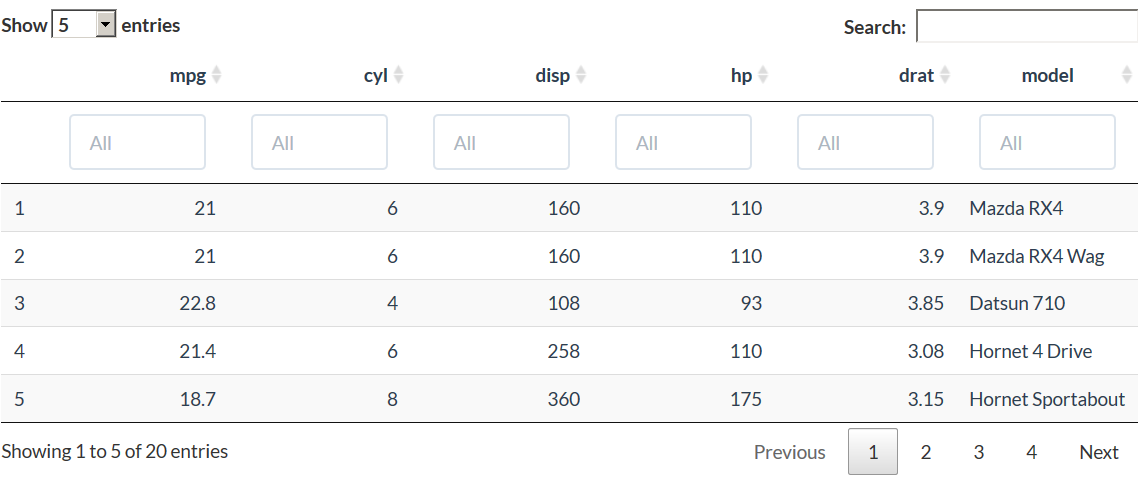 Show 5 entries Search:
mpg cyl disp hp drat model
All All All All All All
1 21 6 160 110 3.9 Mazda RX4
2 21 6 160 110 3.9 Mazda RX4 Wag
3 22.8 4 108 93 3.85 Datsun 710
4 21.4 6 258 110 3.08 Hornet 4 Drive
5 18.7 8 360 175 3.15 Hornet Sportabout
Showing 1 to 5 of 20 entries Previous 1 2 3 4 Next